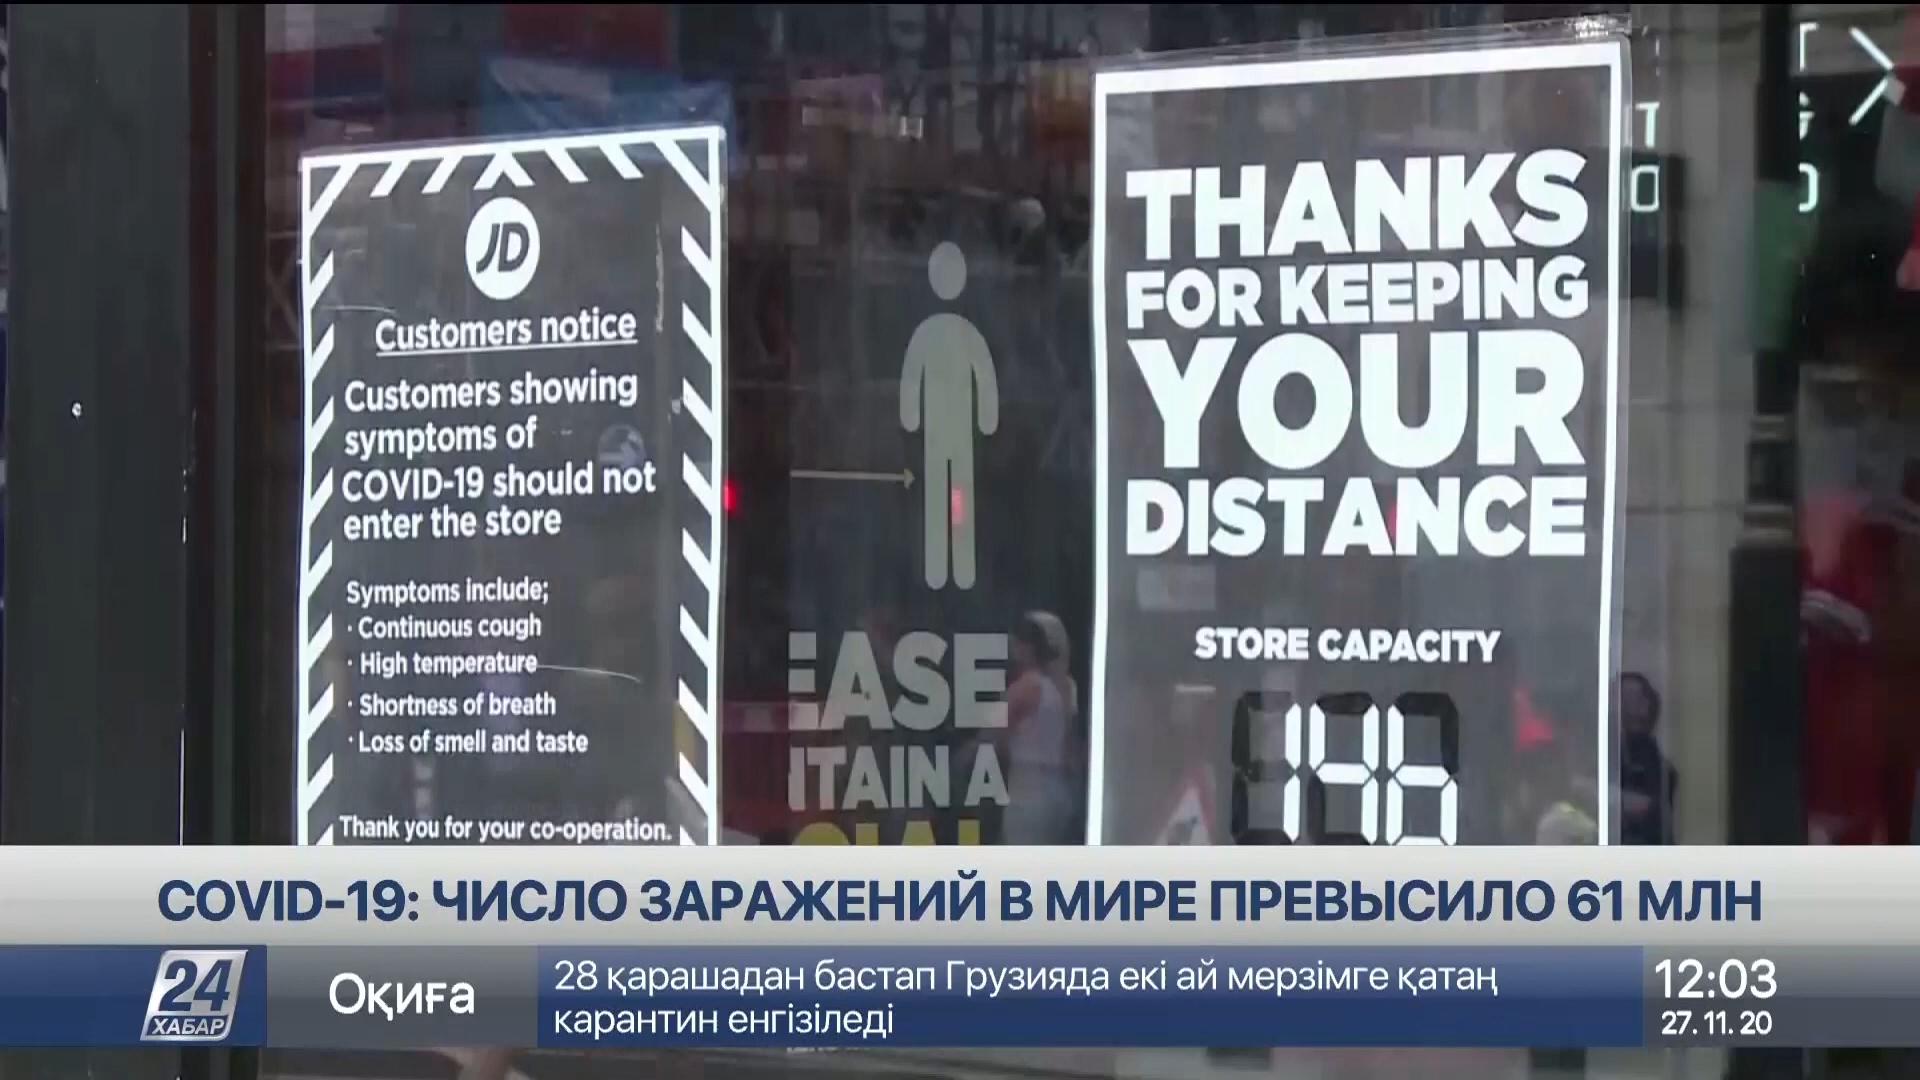 JD
Customers notice
Customers showing
symptoms of
COVID-19 should not
enter the store
Symptoms include;
· Continuous cough
· High temperature
· Shortness of breath
· Loss of smell and taste
Thank you for your co-operation.
EASE
NTAIN A
THANKS
FOR KEEPING
YOUR
DISTANCE
STORE CAPACITY
146
COVID-19: ЧИСЛО ЗАРАЖЕНИЙ В МИРЕ ПРЕВЫСИЛО 61 МЛН
24
ХАБАР
Оқиға
28 қарашадан бастап Грузияда екі ай мерзімге қатаң
карантин енгізіледі
12:03
27. 11. 20